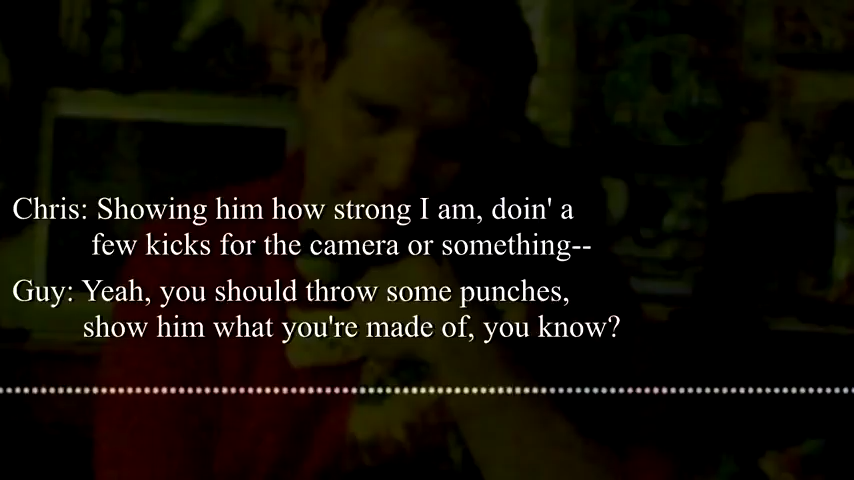 Chris: Showing him how strong I am, doin' a
few kicks for the camera or something--
Guy: Yeah, you should throw some punches,
show him what you're made of, you know?